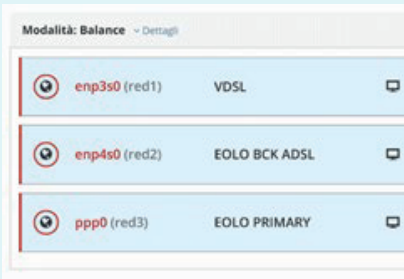 Modalità: Balance Dettagli
enp3s0 (red1) VDSL
enp4s0 (red2) EOLO BCK ADSL
ppp0 (red3) EOLO PRIMARY